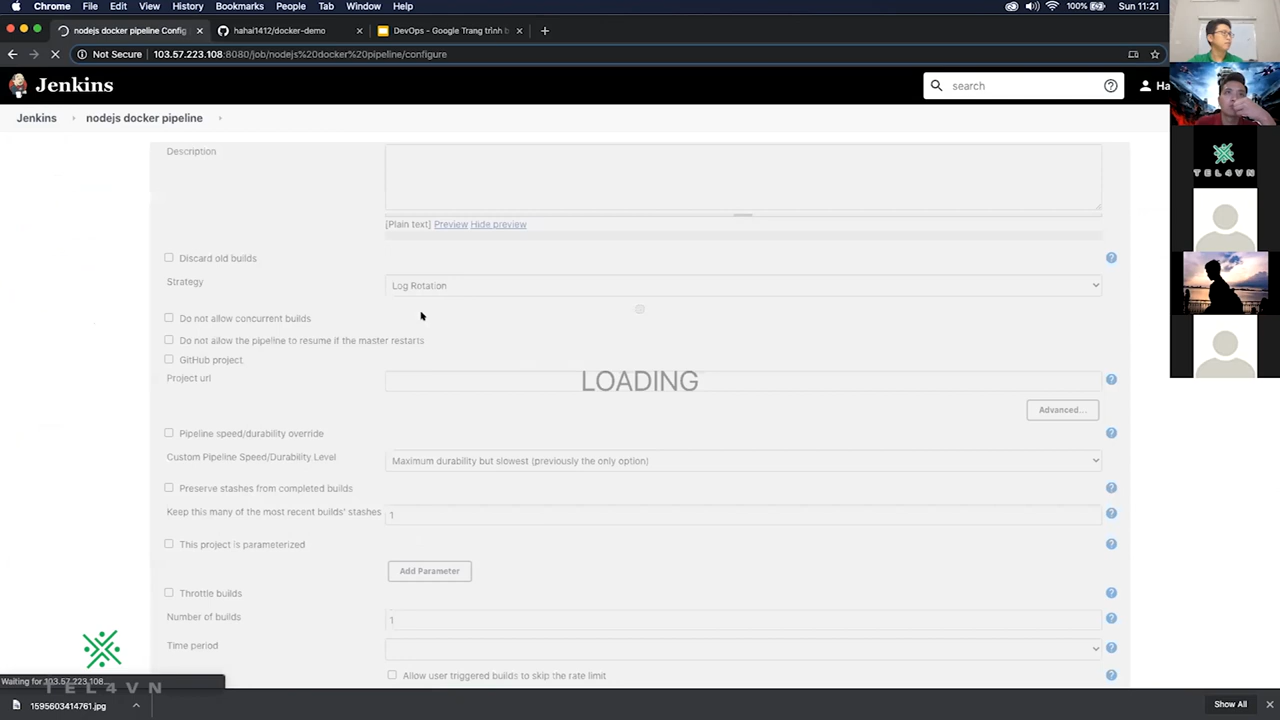 Chrome File Edit View History Bookmarks People Tab Window Help 100% Sun 11:21
nodejs docker pipeline Config hahai1412/docker-demo DevOps - Google Trang trình b
Not Secure 103.57.223.108:8080/job/nodejs%20docker%20pipeline/configure
Jenkins search Ha
Jenkins nodejs docker pipeline
Description
[Plain text] Preview Hide preview
Discard old builds
Strategy Log Rotation
Do not allow concurrent builds
Do not allow the pipeline to resume if the master restarts
GitHub project
Project url
LOADING
Advanced...
Pipeline speed/durability override
Custom Pipeline Speed/Durability Level Maximum durability but slowest (previously the only option)
Preserve stashes from completed builds
Keep this many of the most recent builds' stashes 1
This project is parameterized
Add Parameter
Throttle builds
Number of builds 1
Time period
Allow user triggered builds to skip the rate limit
Waiting for 103.57.223.108...
TEL4VN
1595603414761.jpg Show All
TEL4VN